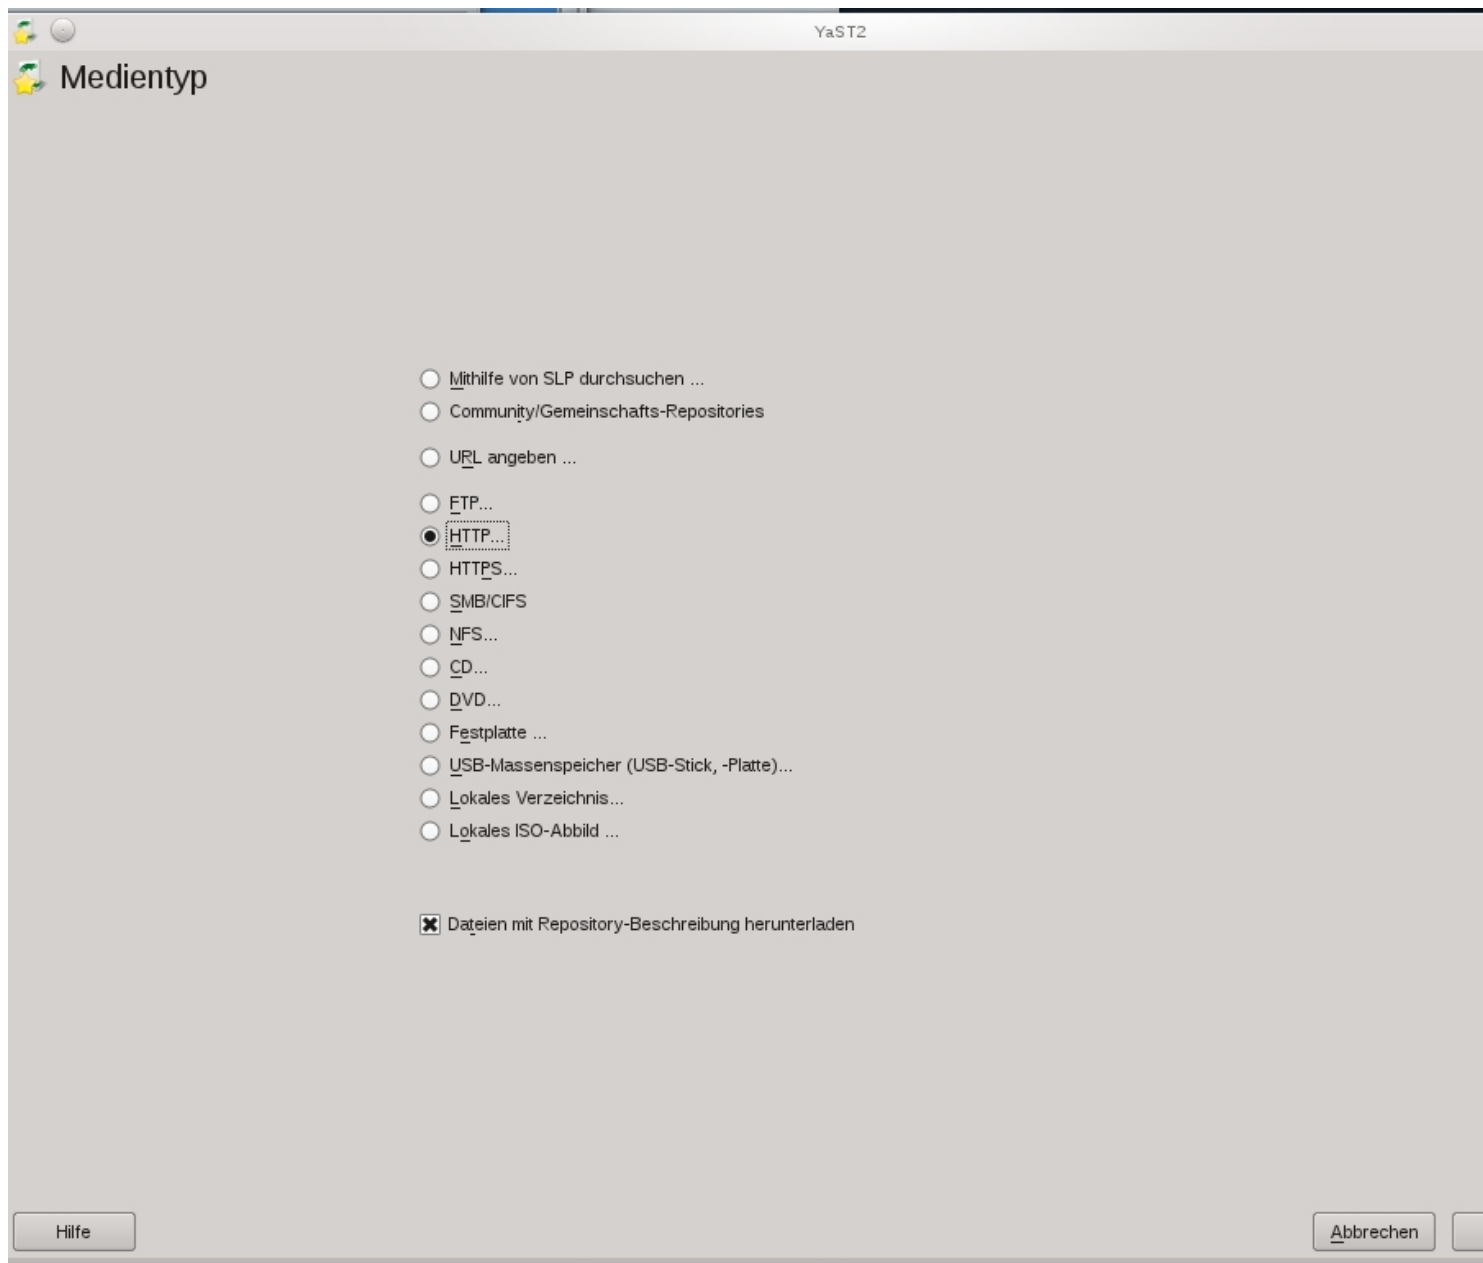 YaST2
Medientyp
Mithilfe von SLP durchsuchen ...
Community/Gemeinschafts-Repositories
URL angeben ...
FTP...
HTTP...
HTTPS...
SMB/CIFS
NFS...
CD...
DVD...
Festplatte ...
USB-Massenspeicher (USB-Stick, -Platte)...
Lokales Verzeichnis...
Lokales ISO-Abbild ...
Dateien mit Repository-Beschreibung herunterladen
Hilfe
Abbrechen